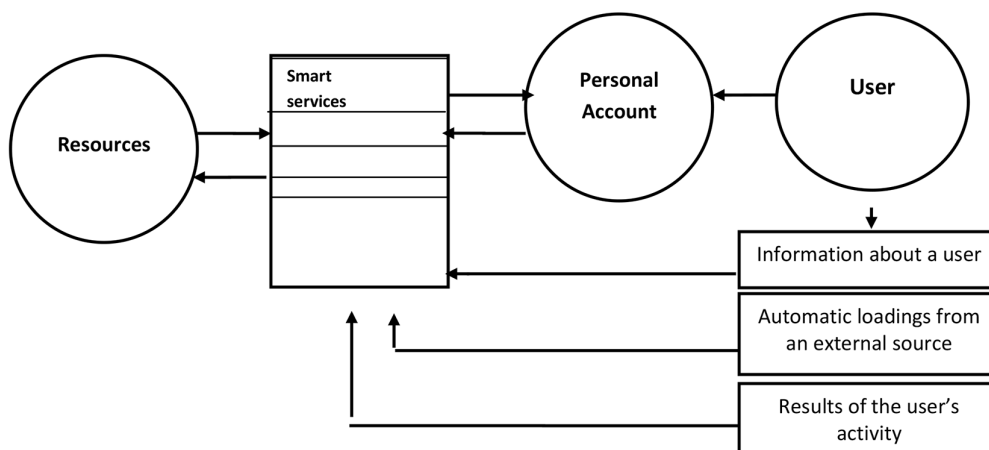 Smart
services
Personal
Account
User
Resources
Information about a user
Automatic loadings from
an external source
Results of the user’s
activity